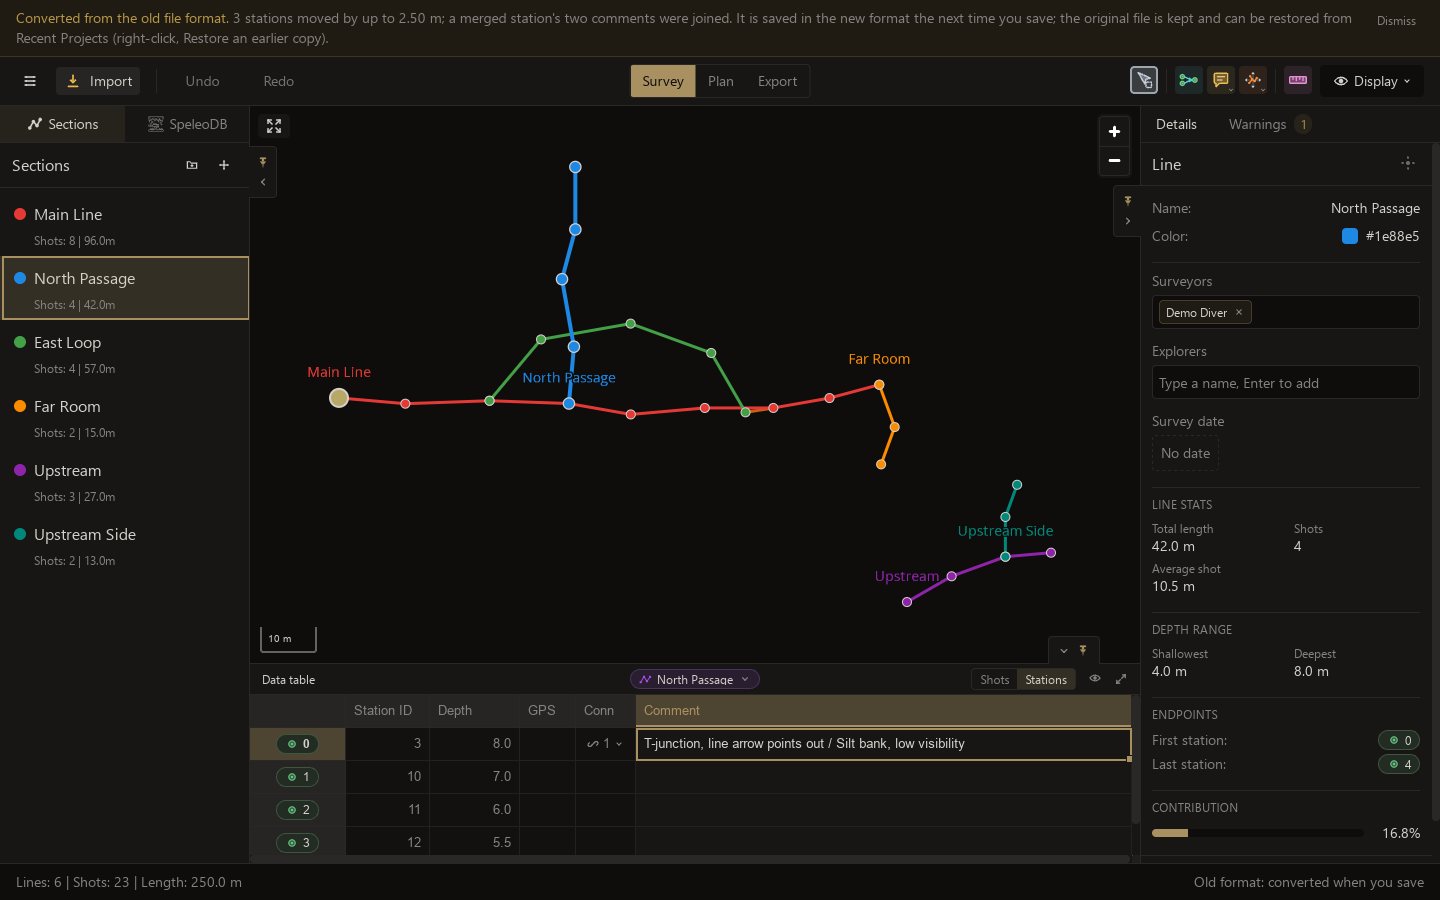 Converted from the old file format. 3 stations moved by up to 2.50 m; a merged station's two comments were joined. It is saved in the new format the next time you save; the original file is kept and can be restored from
Recent Projects (right-click, Restore an earlier copy).
Dismiss
Import
Undo
Redo
Survey
Plan
Export
Display
Sections
SpeleoDB
Sections
Main Line
Shots: 8 | 96.0m
North Passage
Shots: 4 | 42.0m
East Loop
Shots: 4 | 57.0m
Far Room
Shots: 2 | 15.0m
Upstream
Shots: 3 | 27.0m
Upstream Side
Shots: 2 | 13.0m
Main Line
North Passage
Far Room
Upstream Side
Upstream
10 m
Data table
North Passage
Shots
Stations
Station ID
Depth
GPS
Conn
Comment
0
3
8.0
1
T-junction, line arrow points out / Silt bank, low visibility
1
10
7.0
2
11
6.0
3
12
5.5
Details
Warnings
1
Line
Name:
North Passage
Color:
#1e88e5
Surveyors
Demo Diver
Explorers
Type a name, Enter to add
Survey date
No date
LINE STATS
Total length
Shots
42.0 m
4
Average shot
10.5 m
DEPTH RANGE
Shallowest
Deepest
4.0 m
8.0 m
ENDPOINTS
First station:
0
Last station:
4
CONTRIBUTION
16.8%
Lines: 6 | Shots: 23 | Length: 250.0 m
Old format: converted when you save